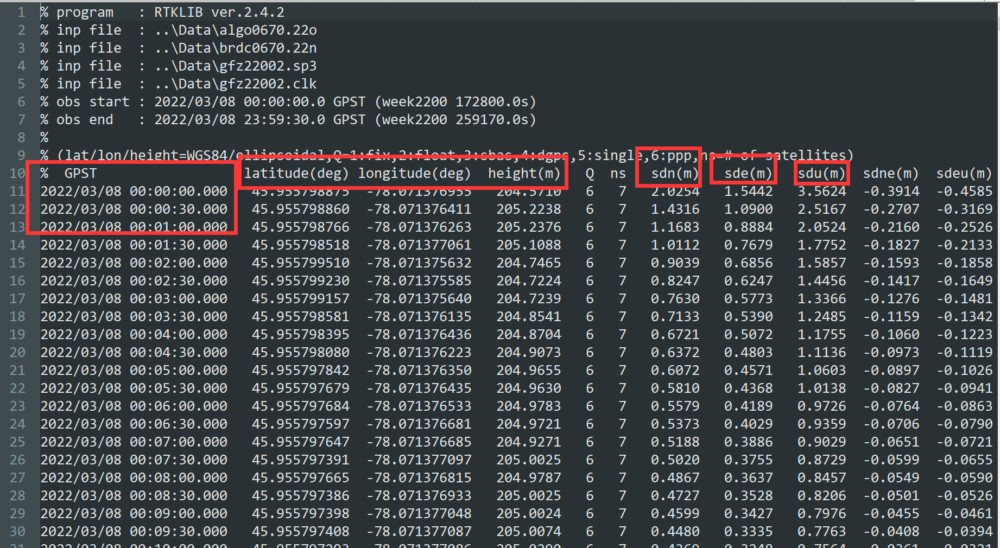 1 % program   : RTKLIB ver.2.4.2
2 % inp file  : ..\Data\algo0670.22o
3 % inp file  : ..\Data\brdc0670.22n
4 % inp file  : ..\Data\gfz22002.sp3
5 % inp file  : ..\Data\gfz22002.clk
6 % obs start : 2022/03/08 00:00:00.0 GPST (week2200 172800.0s)
7 % obs end   : 2022/03/08 23:59:30.0 GPST (week2200 259170.0s)
8 %
9 % (lat/lon/height=WGS84/ellipsoidal,Q=1:fix,2:float,3:sbas,4:dgps,5:single,6:ppp,ns=# of satellites)
10 %  GPST latitude(deg) longitude(deg) height(m) Q ns sdn(m) sde(m) sdu(m) sdne(m) sdeu(m)
11 2022/03/08 00:00:00.000 45.955798875 -78.071376955 204.5710 6 7 2.0254 1.5442 3.5624 -0.3914 -0.4585
12 2022/03/08 00:00:30.000 45.955798860 -78.071376411 205.2238 6 7 1.4316 1.0900 2.5167 -0.2707 -0.3169
13 2022/03/08 00:01:00.000 45.955798766 -78.071376263 205.2376 6 7 1.1683 0.8884 2.0524 -0.2160 -0.2526
14 2022/03/08 00:01:30.000 45.955798518 -78.071377061 205.1088 6 7 1.0112 0.7679 1.7752 -0.1827 -0.2133
15 2022/03/08 00:02:00.000 45.955799510 -78.071375632 204.7465 6 7 0.9039 0.6856 1.5857 -0.1593 -0.1858
16 2022/03/08 00:02:30.000 45.955799230 -78.071375585 204.7224 6 7 0.8247 0.6247 1.4456 -0.1417 -0.1649
17 2022/03/08 00:03:00.000 45.955799157 -78.071375640 204.7239 6 7 0.7630 0.5773 1.3366 -0.1276 -0.1481
18 2022/03/08 00:03:30.000 45.955798581 -78.071376135 204.8541 6 7 0.7133 0.5390 1.2485 -0.1159 -0.1342
19 2022/03/08 00:04:00.000 45.955798395 -78.071376436 204.8704 6 7 0.6721 0.5072 1.1755 -0.1060 -0.1223
20 2022/03/08 00:04:30.000 45.955798080 -78.071376223 204.9073 6 7 0.6372 0.4803 1.1136 -0.0973 -0.1119
21 2022/03/08 00:05:00.000 45.955797842 -78.071376350 204.9655 6 7 0.6072 0.4571 1.0603 -0.0897 -0.1026
22 2022/03/08 00:05:30.000 45.955797679 -78.071376435 204.9630 6 7 0.5810 0.4368 1.0138 -0.0827 -0.0941
23 2022/03/08 00:06:00.000 45.955797684 -78.071376533 204.9783 6 7 0.5579 0.4189 0.9726 -0.0764 -0.0863
24 2022/03/08 00:06:30.000 45.955797597 -78.071376681 204.9721 6 7 0.5373 0.4029 0.9359 -0.0706 -0.0790
25 2022/03/08 00:07:00.000 45.955797647 -78.071376685 204.9271 6 7 0.5188 0.3886 0.9029 -0.0651 -0.0721
26 2022/03/08 00:07:30.000 45.955797391 -78.071377097 205.0025 6 7 0.5020 0.3755 0.8729 -0.0599 -0.0655
27 2022/03/08 00:08:00.000 45.955797665 -78.071376815 204.9787 6 7 0.4867 0.3637 0.8457 -0.0549 -0.0590
28 2022/03/08 00:08:30.000 45.955797386 -78.071376933 205.0025 6 7 0.4727 0.3528 0.8206 -0.0501 -0.0526
29 2022/03/08 00:09:00.000 45.955797398 -78.071377048 205.0024 6 7 0.4599 0.3427 0.7976 -0.0455 -0.0461
30 2022/03/08 00:09:30.000 45.955797408 -78.071377087 205.0074 6 7 0.4480 0.3335 0.7763 -0.0408 -0.0394